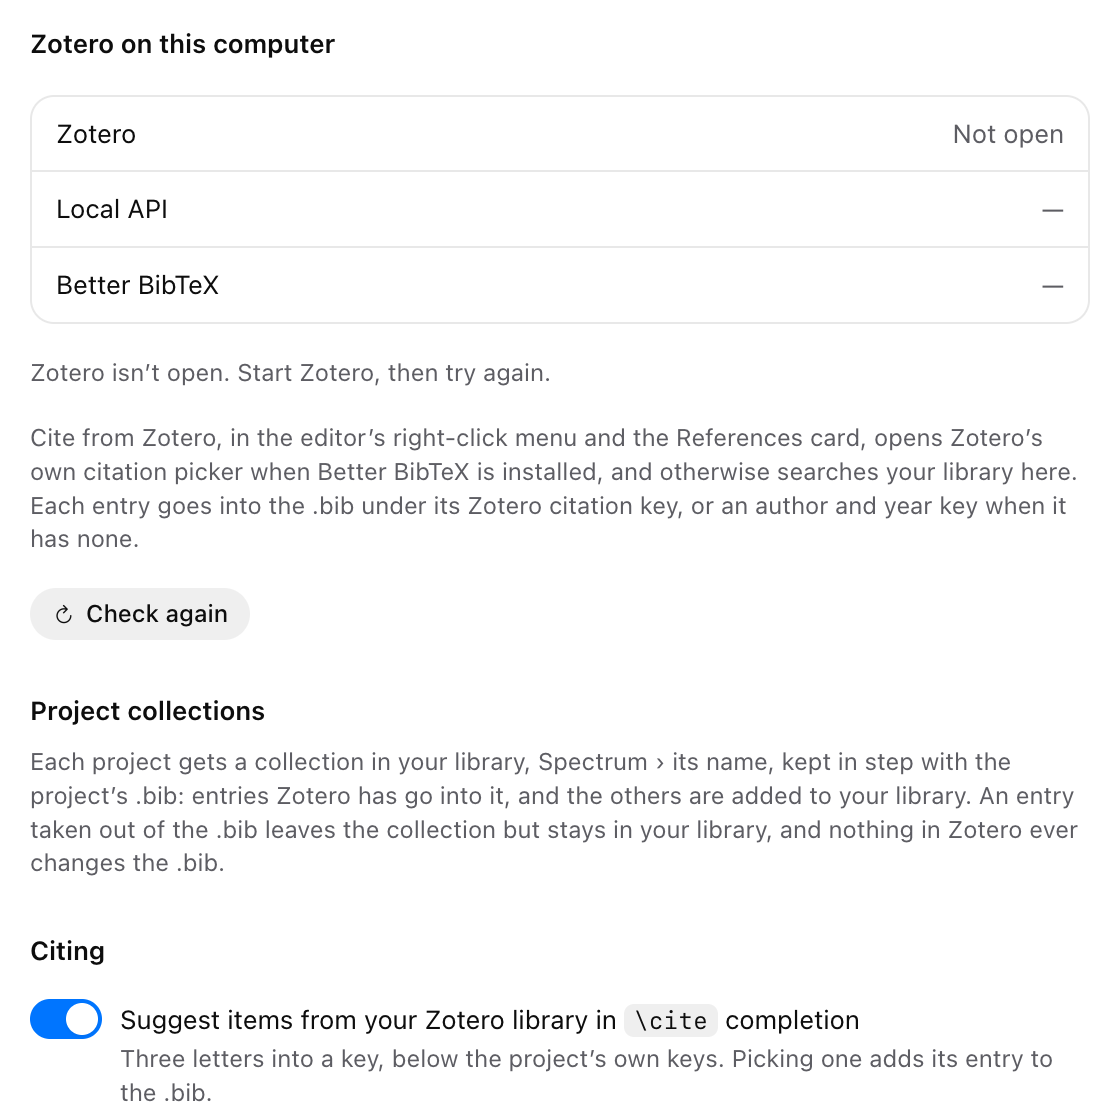 Zotero on this computer
Zotero
Not open
Local API
—
Better BibTeX
—
Zotero isn’t open. Start Zotero, then try again.
Cite from Zotero, in the editor’s right-click menu and the References card, opens Zotero’s
own citation picker when Better BibTeX is installed, and otherwise searches your library here.
Each entry goes into the .bib under its Zotero citation key, or an author and year key when it
has none.
Check again
Project collections
Each project gets a collection in your library, Spectrum › its name, kept in step with the
project’s .bib: entries Zotero has go into it, and the others are added to your library. An entry
taken out of the .bib leaves the collection but stays in your library, and nothing in Zotero ever
changes the .bib.
Citing
Suggest items from your Zotero library in \cite completion
Three letters into a key, below the project’s own keys. Picking one adds its entry to
the .bib.